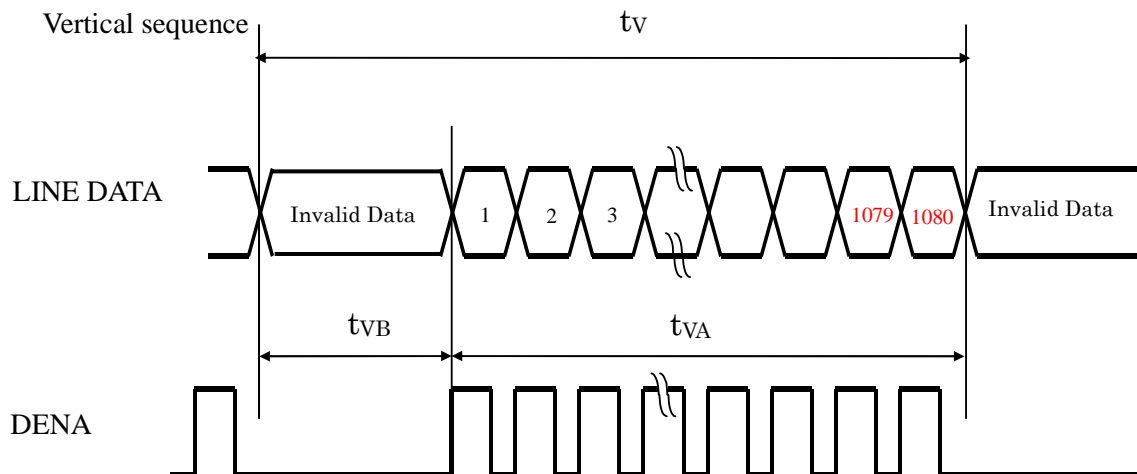 Vertical sequence
tV
LINE DATA
Invalid Data
1
2
3
1079
1080
Invalid Data
tVB
tVA
DENA